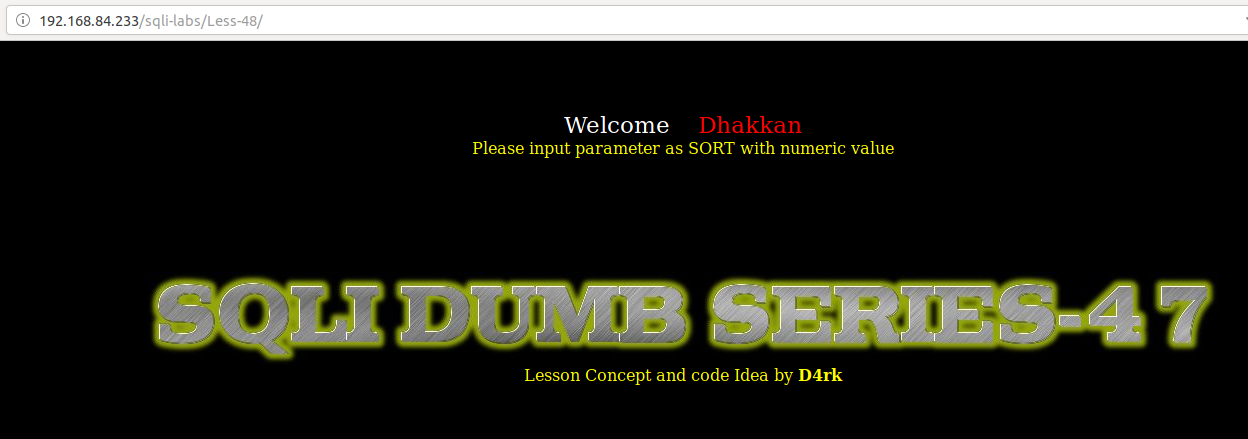 192.168.84.233/sqli-labs/Less-48/
Welcome Dhakkan
Please input parameter as SORT with numeric value
SQLI DUMB SERIES-4 7
Lesson Concept and code Idea by D4rk